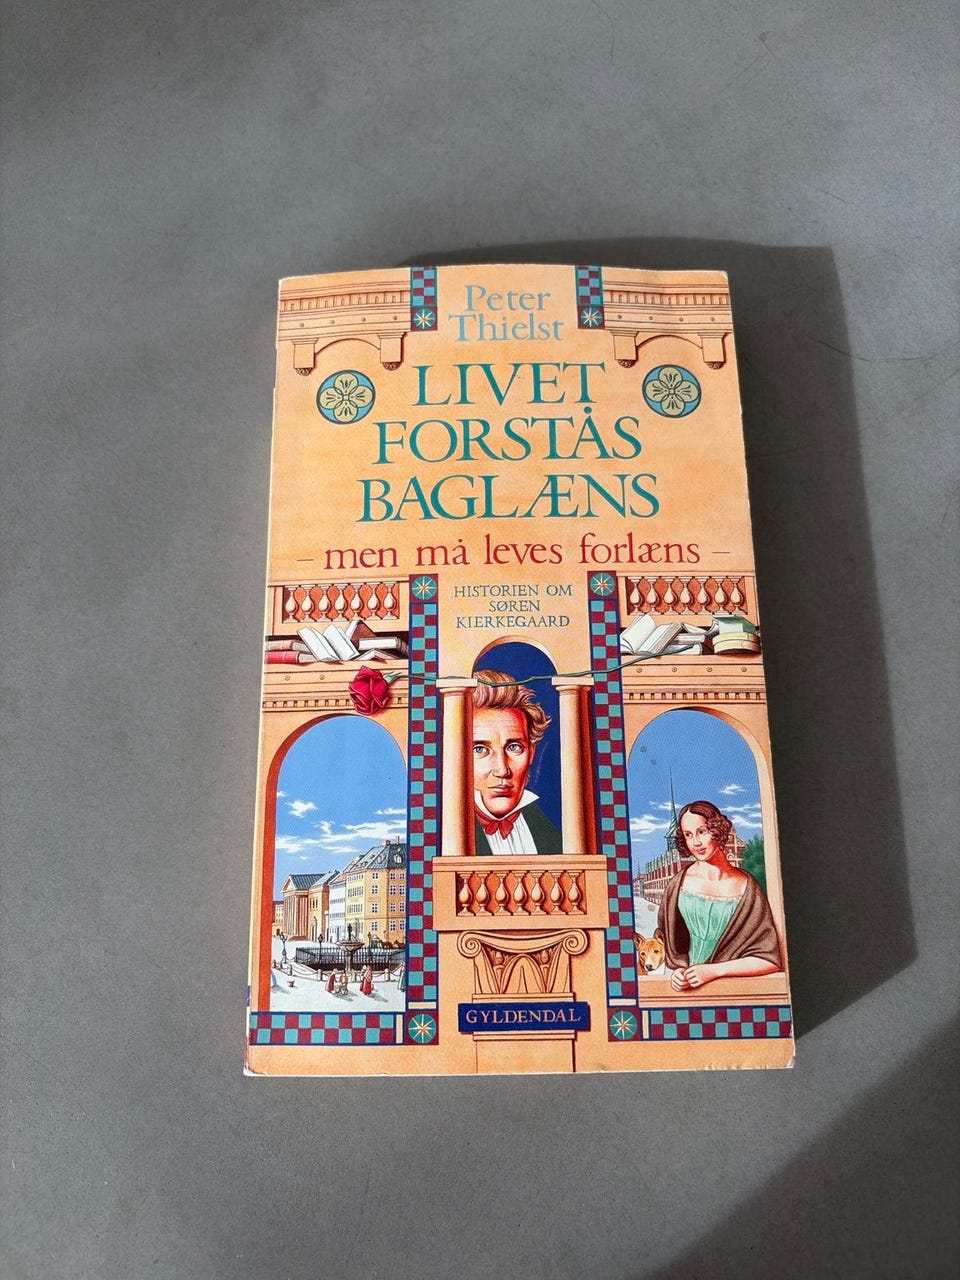 Peter
Thielst
LIVET
FORSTÅS
BAGLÆNS
– men må leves forlæns –
HISTORIEN OM
SØREN
KIERKEGAARD
GYLDENDAL